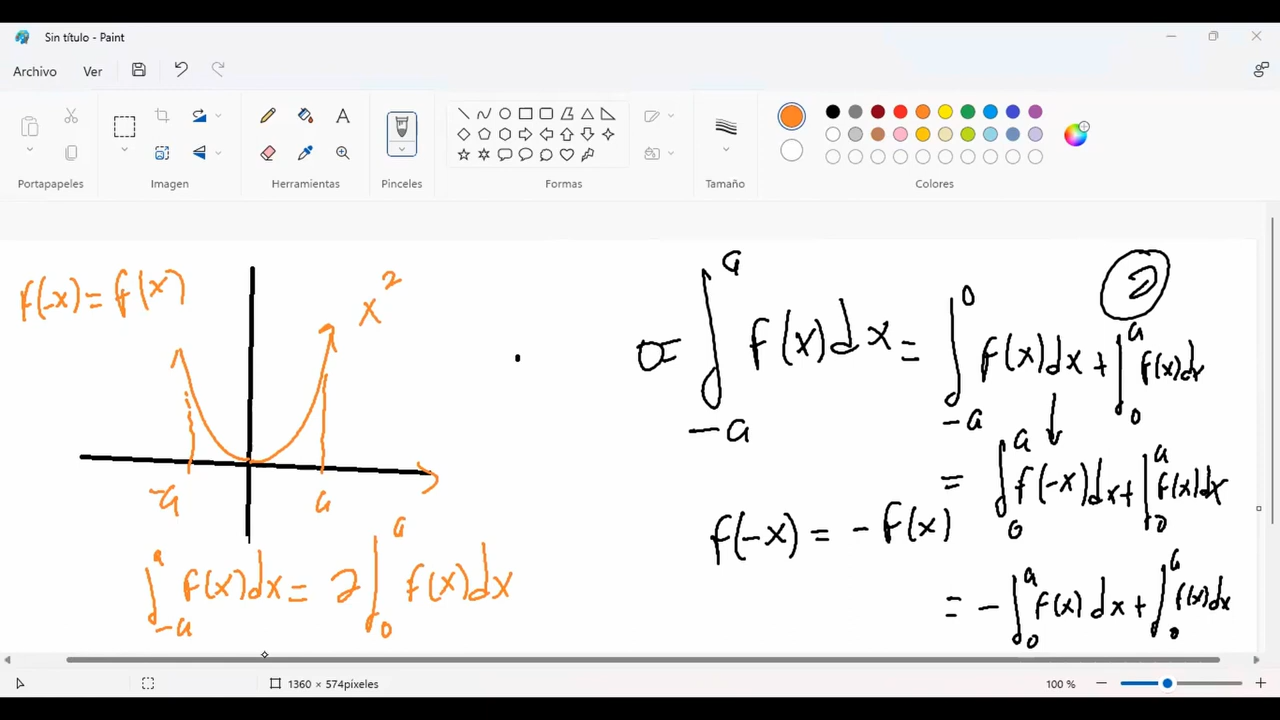 Sin título - Paint
Archivo Ver
Portapapeles Imagen Herramientas Pinceles Formas Tamaño Colores
f(-x) = f(x)
x²
-a a
∫_{-a}^{a} f(x)dx = 2 ∫_{0}^{a} f(x)dx
2
0 = ∫_{-a}^{a} f(x)dx = ∫_{-a}^{0} f(x)dx + ∫_{0}^{a} f(x)dx
= ∫_{0}^{a} f(-x)dx + ∫_{0}^{a} f(x)dx
f(-x) = - f(x)
= - ∫_{0}^{a} f(x)dx + ∫_{0}^{a} f(x)dx
1360 × 574píxeles 100 %